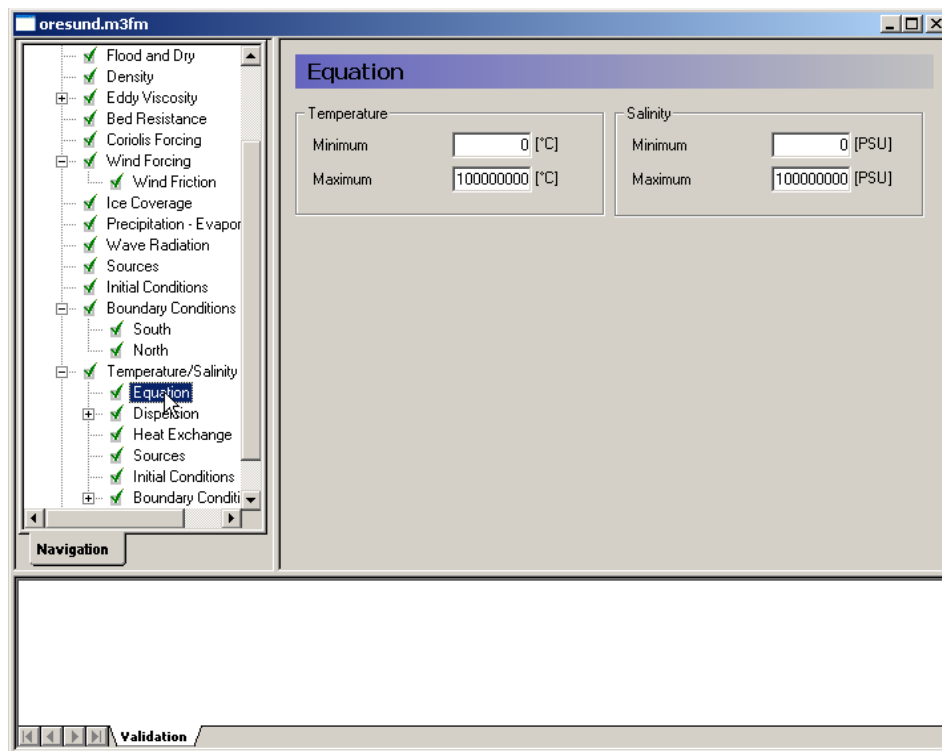 oresund.m3fm
Flood and Dry
Density
Eddy Viscosity
Bed Resistance
Coriolis Forcing
Wind Forcing
Wind Friction
Ice Coverage
Precipitation - Evapor
Wave Radiation
Sources
Initial Conditions
Boundary Conditions
South
North
Temperature/Salinity
Equation
Dispersion
Heat Exchange
Sources
Initial Conditions
Boundary Conditi
Navigation
Equation
Temperature
Minimum 0 [°C]
Maximum 100000000 [°C]
Salinity
Minimum 0 [PSU]
Maximum 100000000 [PSU]
Validation